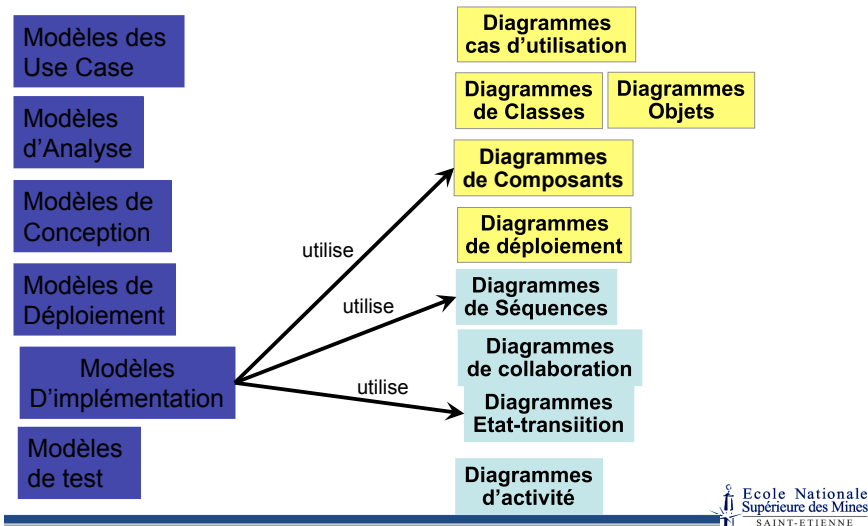 Modèles des
Use Case
Modèles
d'Analyse
Modèles de
Conception
Modèles de
Déploiement
Modèles
D'implémentation
Modèles
de test
utilise
utilise
utilise
Diagrammes
cas d'utilisation
Diagrammes
de Classes
Diagrammes
Objets
Diagrammes
de Composants
Diagrammes
de déploiement
Diagrammes
de Séquences
Diagrammes
de collaboration
Diagrammes
Etat-transiition
Diagrammes
d'activité
Ecole Nationale
Supérieure des Mines
SAINT-ETIENNE